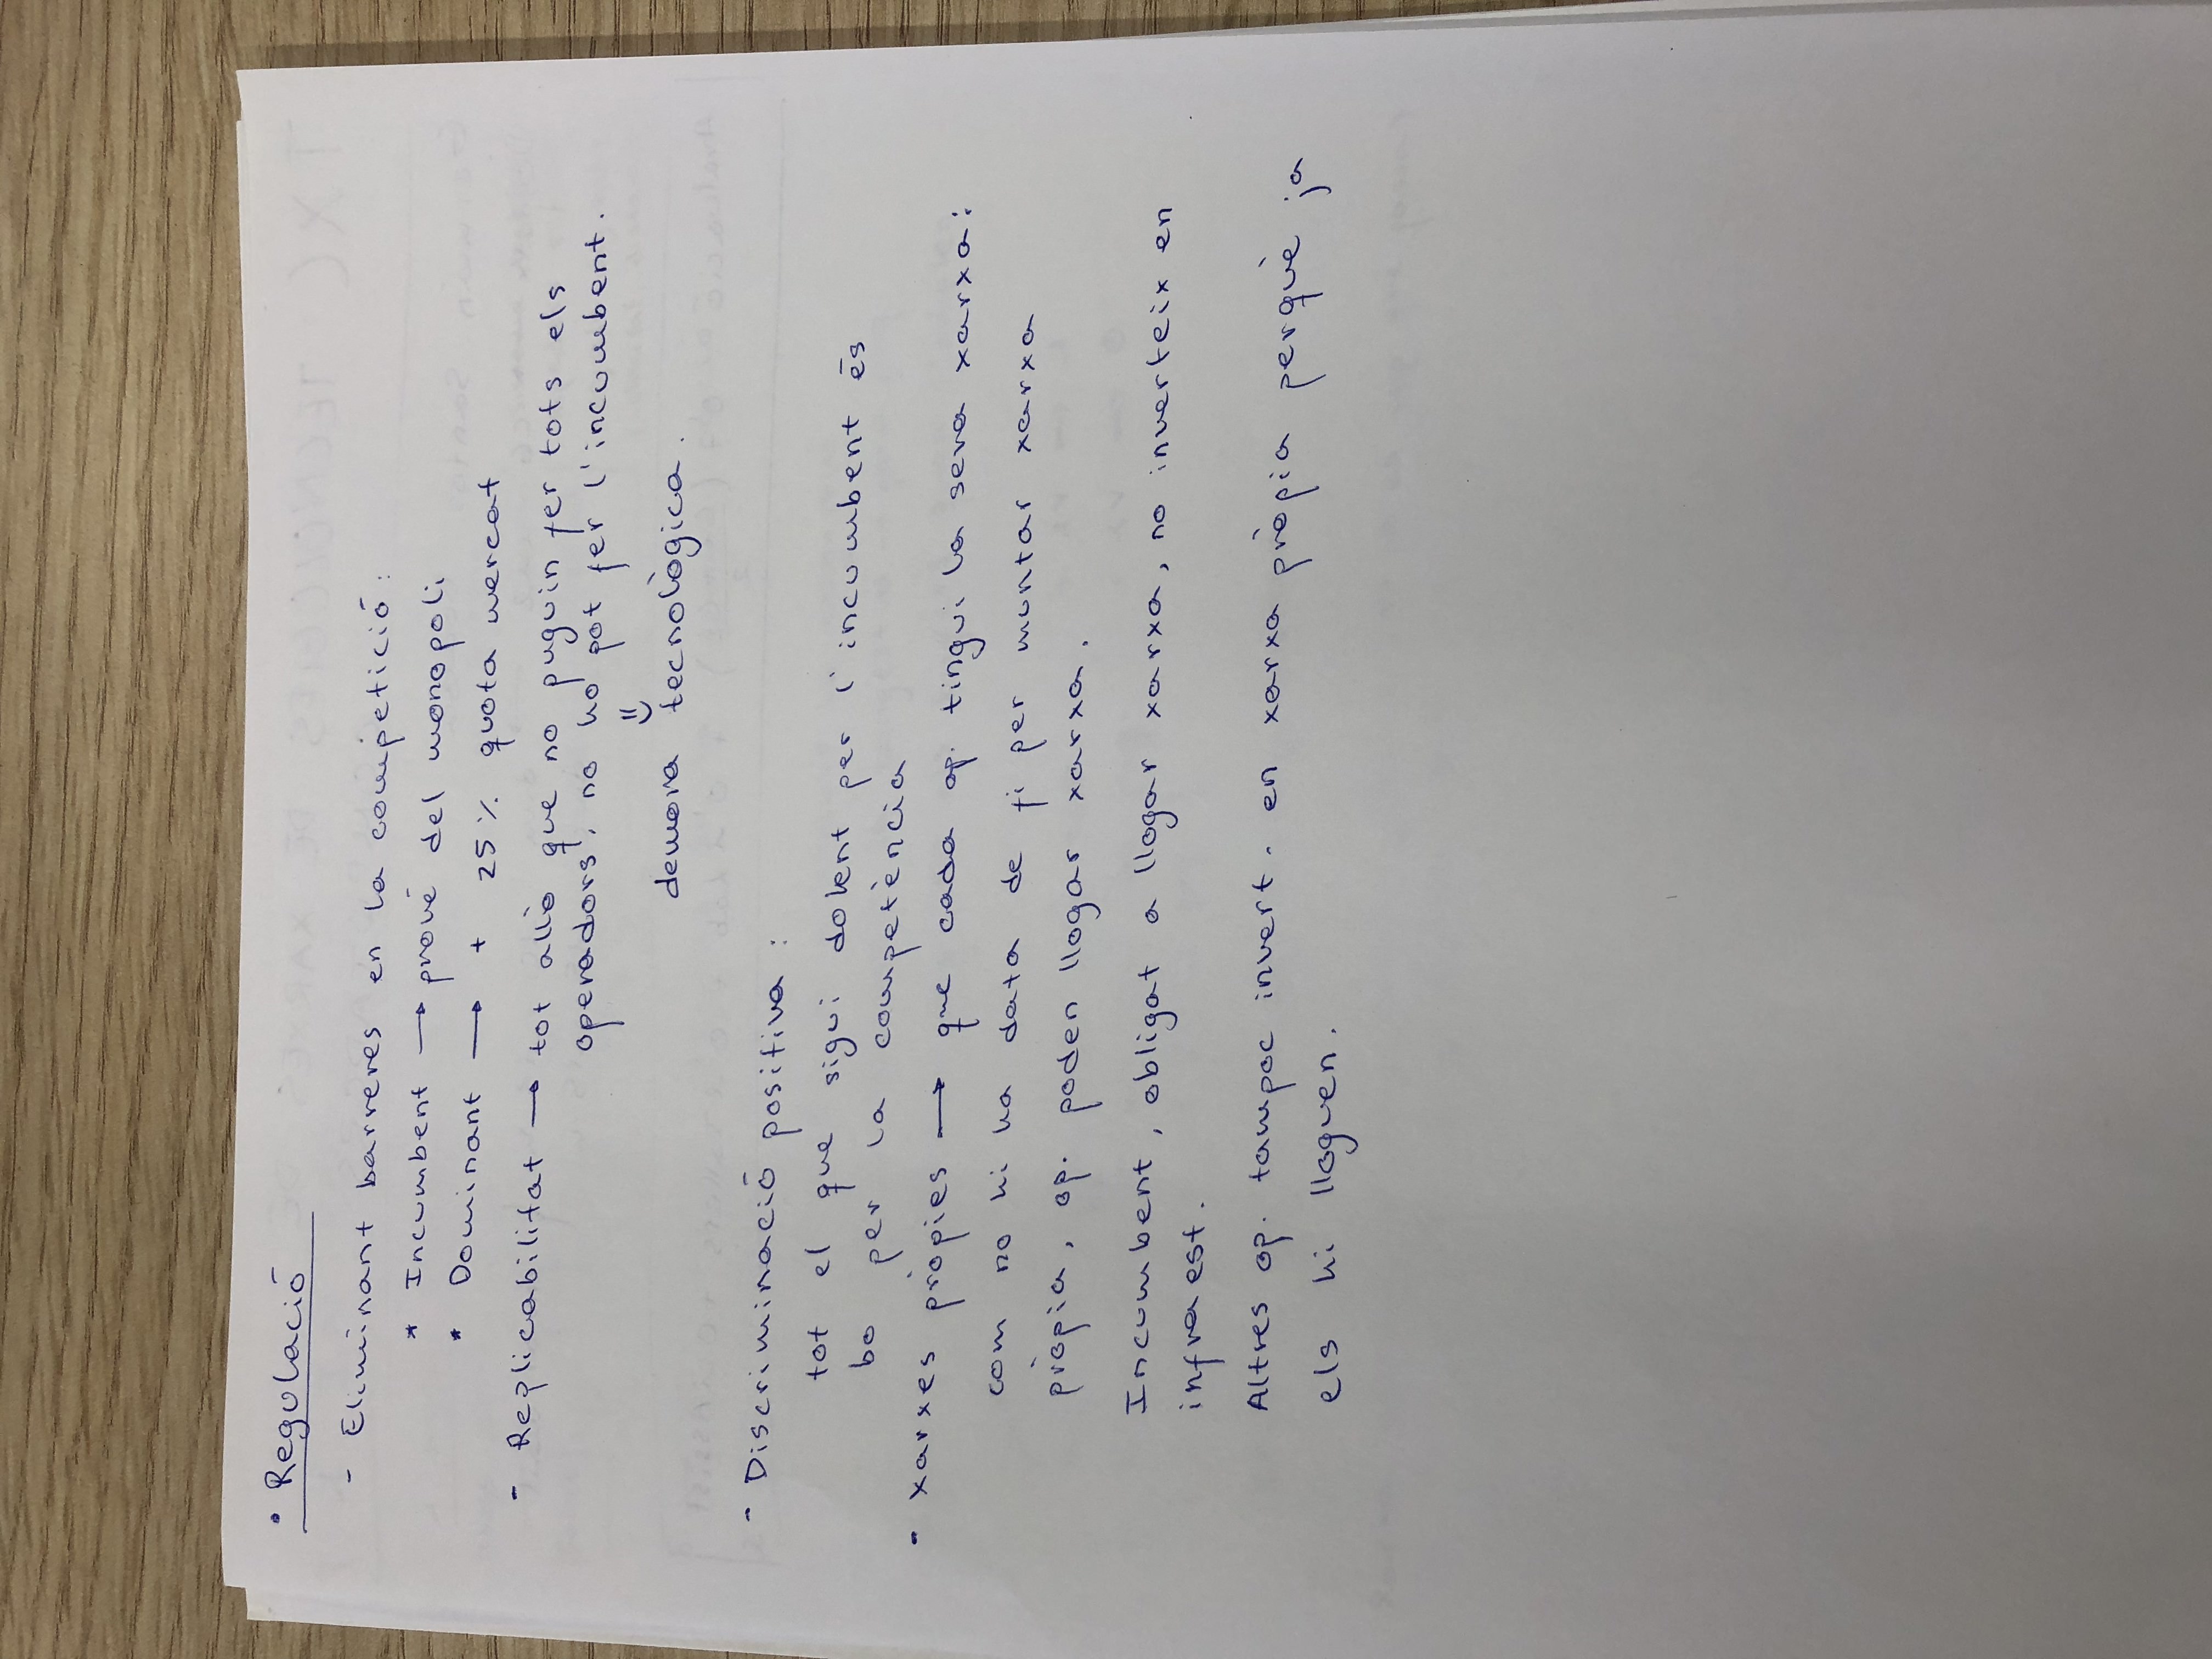 • Regulació
- Eliminant barreres en la competició:
* Incumbent → prové del monopoli
* Dominant → + 25% quota mercat
- Replicabilitat → tot allò que no puguin fer tots els
operadors, no ho pot fer l'incumbent.
⇓
demora tecnològica.
- Discriminació positiva:
tot el que sigui dolent per l'incumbent és
bo per la competència
- xarxes pròpies → que cada op. tingui la seva xarxa:
com no hi ha data de fi per muntar xarxa
pròpia, op. poden llogar xarxa.
Incumbent, obligat a llogar xarxa, no inverteix en
infraest.
Altres op. tampoc invert. en xarxa pròpia perquè ja
els hi lloguen.